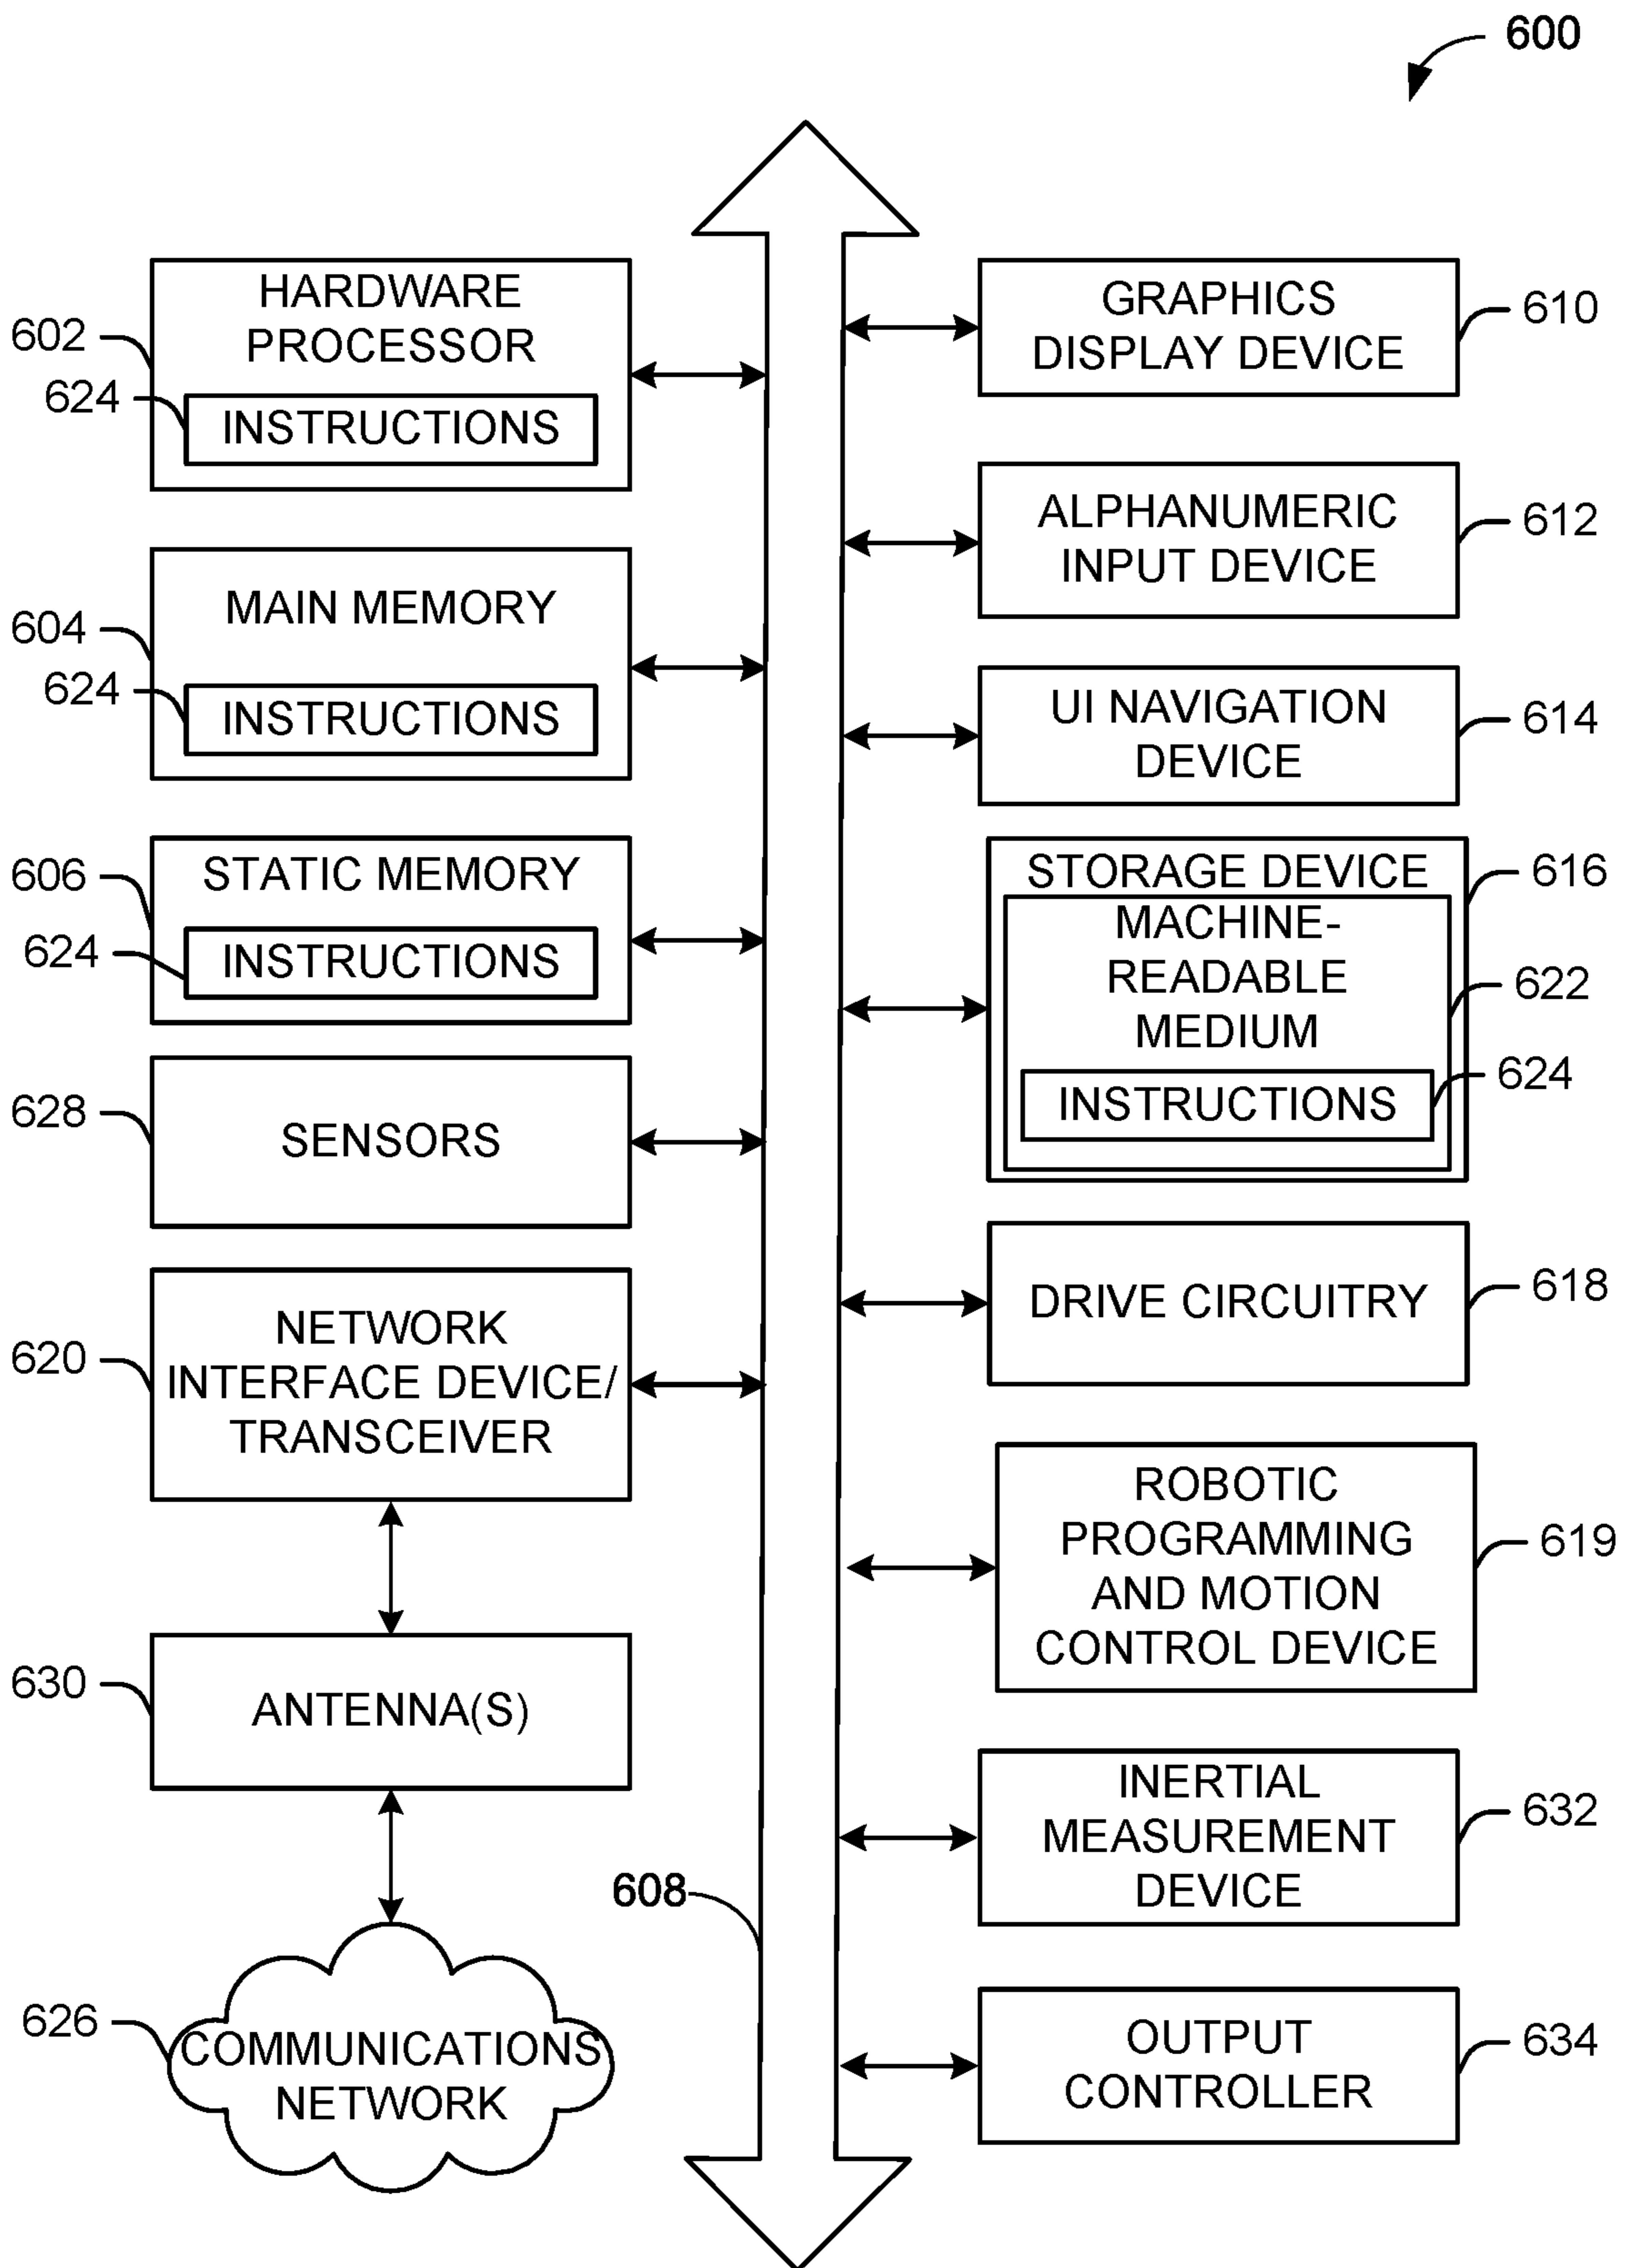 600
HARDWARE
PROCESSOR
602
624
INSTRUCTIONS
MAIN MEMORY
604
624
INSTRUCTIONS
STATIC MEMORY
606
624
INSTRUCTIONS
628
SENSORS
NETWORK
INTERFACE DEVICE/
TRANSCEIVER
620
630
ANTENNA(S)
608
626
COMMUNICATIONS
NETWORK
GRAPHICS
DISPLAY DEVICE
610
ALPHANUMERIC
INPUT DEVICE
612
UI NAVIGATION
DEVICE
614
STORAGE DEVICE
616
MACHINE-
READABLE
MEDIUM
622
INSTRUCTIONS
624
DRIVE CIRCUITRY
618
ROBOTIC
PROGRAMMING
AND MOTION
CONTROL DEVICE
619
INERTIAL
MEASUREMENT
DEVICE
632
OUTPUT
CONTROLLER
634